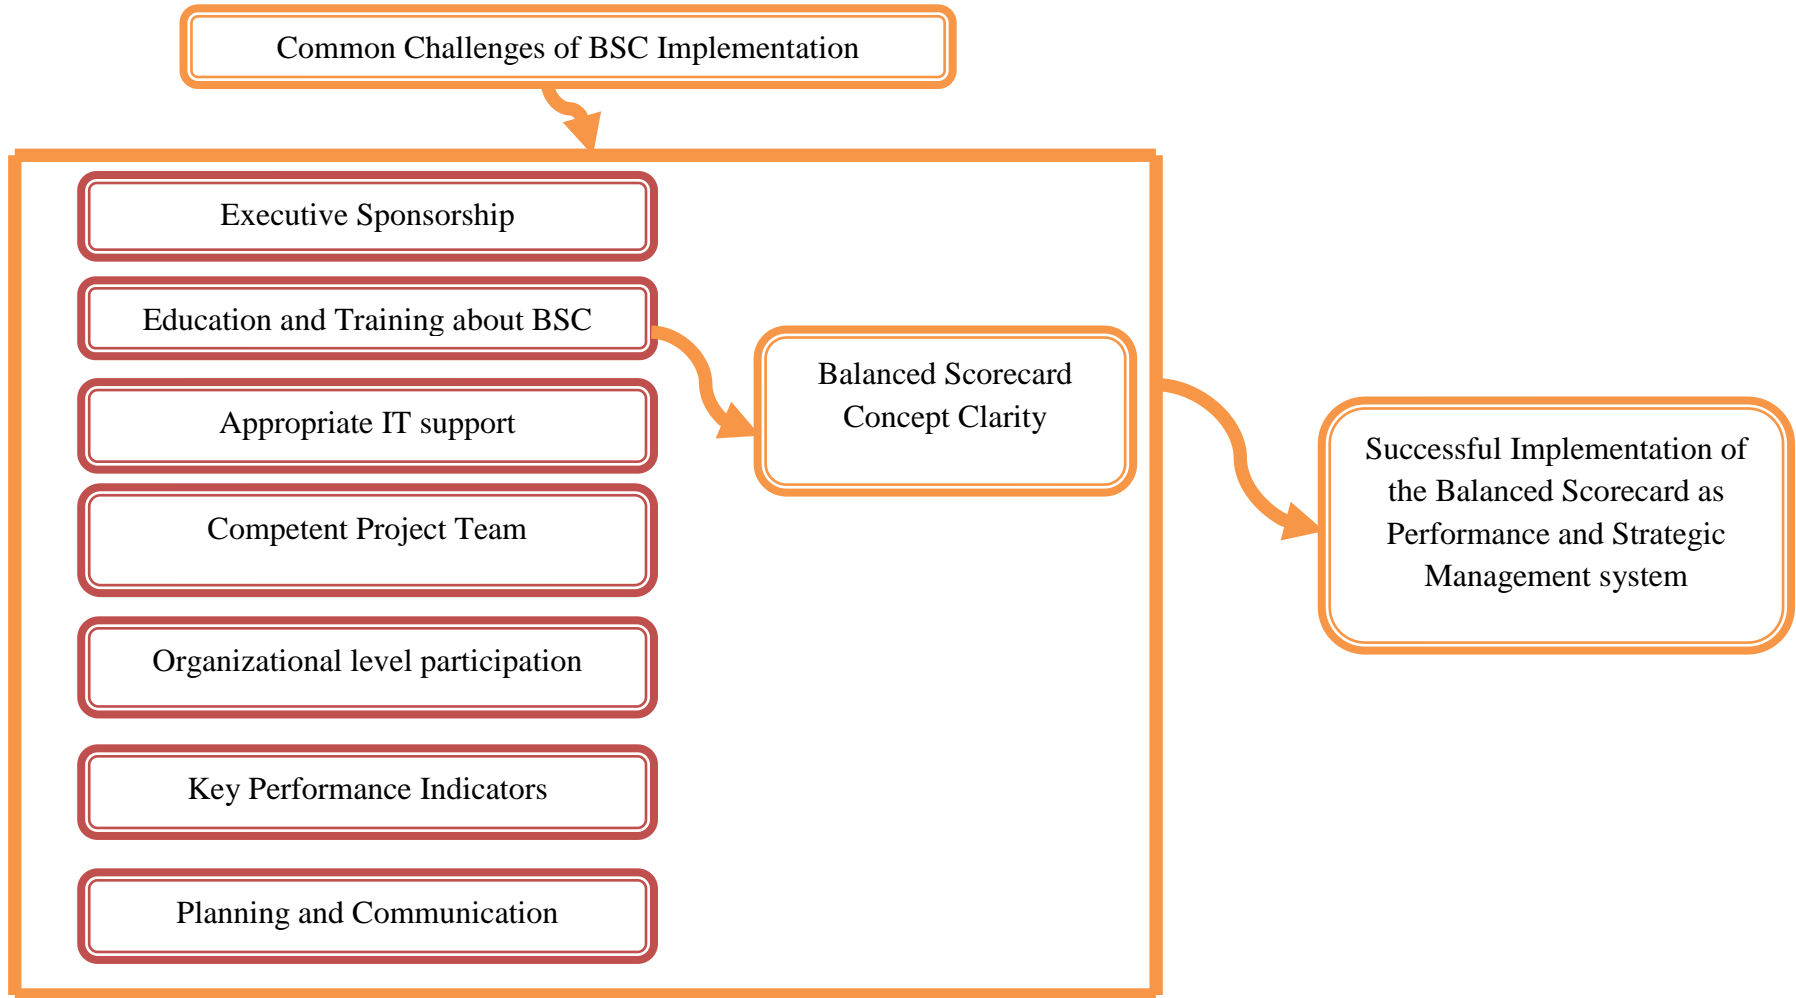 Common Challenges of BSC Implementation
Executive Sponsorship
Education and Training about BSC
Appropriate IT support
Competent Project Team
Organizational level participation
Key Performance Indicators
Planning and Communication
Balanced Scorecard
Concept Clarity
Successful Implementation of
the Balanced Scorecard as
Performance and Strategic
Management system